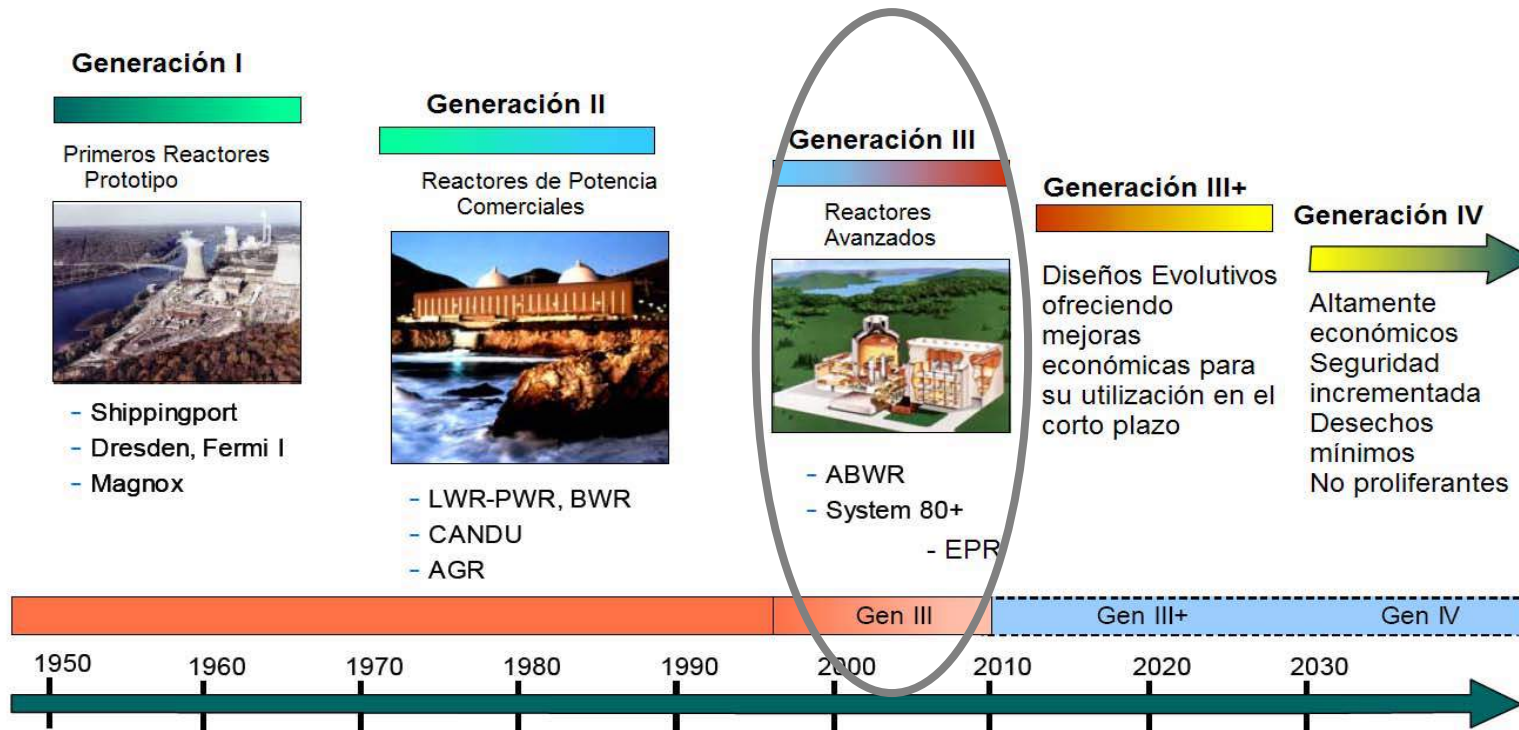 Generación I
Primeros Reactores
Prototipo
- Shippingport
- Dresden, Fermi I
- Magnox
Generación II
Reactores de Potencia
Comerciales
- LWR-PWR, BWR
- CANDU
- AGR
Generación III
Reactores
Avanzados
- ABWR
- System 80+
- EPR
Generación III+
Diseños Evolutivos
ofreciendo
mejoras
económicas para
su utilización en el
corto plazo
Generación IV
Altamente
económicos
Seguridad
incrementada
Desechos
mínimos
No proliferantes
Gen III
Gen III+
Gen IV
1950
1960
1970
1980
1990
2000
2010
2020
2030